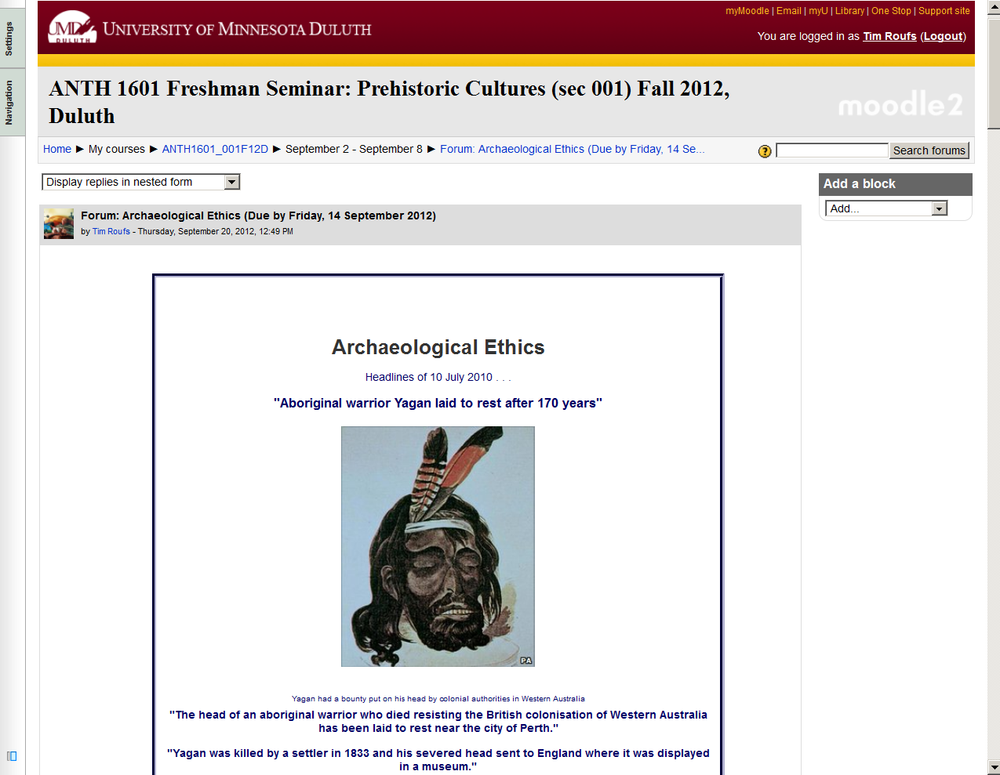 Settings
Navigation
UMD
DULUTH
UNIVERSITY OF MINNESOTA DULUTH
myMoodle | Email | myU | Library | One Stop | Support site
You are logged in as Tim Roufs (Logout)
ANTH 1601 Freshman Seminar: Prehistoric Cultures (sec 001) Fall 2012,
Duluth
moodle2
Home ► My courses ► ANTH1601_001F12D ► September 2 - September 8 ► Forum: Archaeological Ethics (Due by Friday, 14 Se...
?
Search forums
Display replies in nested form
Add a block
Add...
Forum: Archaeological Ethics (Due by Friday, 14 September 2012)
by Tim Roufs - Thursday, September 20, 2012, 12:49 PM
Archaeological Ethics
Headlines of 10 July 2010 . . .
"Aboriginal warrior Yagan laid to rest after 170 years"
PA
Yagan had a bounty put on his head by colonial authorities in Western Australia
"The head of an aboriginal warrior who died resisting the British colonisation of Western Australia
has been laid to rest near the city of Perth."
"Yagan was killed by a settler in 1833 and his severed head sent to England where it was displayed
in a museum."